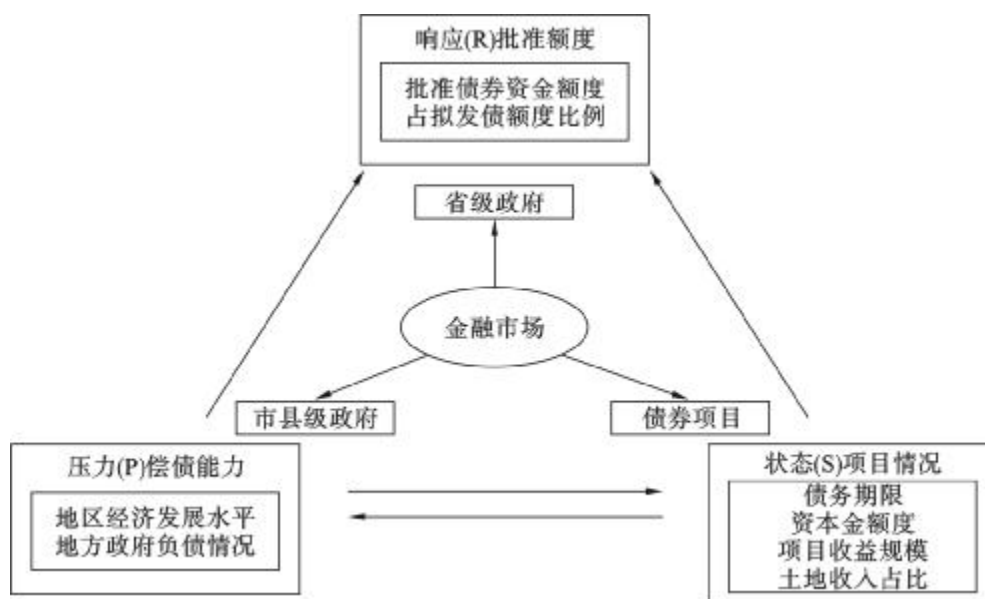 响应(R)批准额度
批准债券资金额度
占拟发债额度比例
省级政府
金融市场
市县级政府
债券项目
压力(P)偿债能力
地区经济发展水平
地方政府负债情况
状态(S)项目情况
债务期限
资本金额度
项目收益规模
土地收入占比